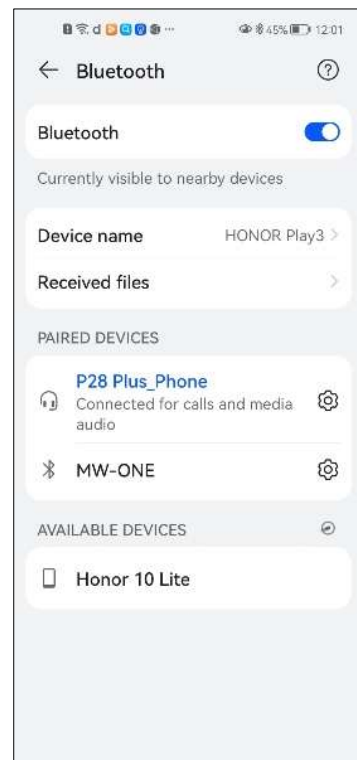 45% 12:01
Bluetooth
Bluetooth
Currently visible to nearby devices
Device name HONOR Play3
Received files
PAIRED DEVICES
P28 Plus_Phone
Connected for calls and media
audio
MW-ONE
AVAILABLE DEVICES
Honor 10 Lite